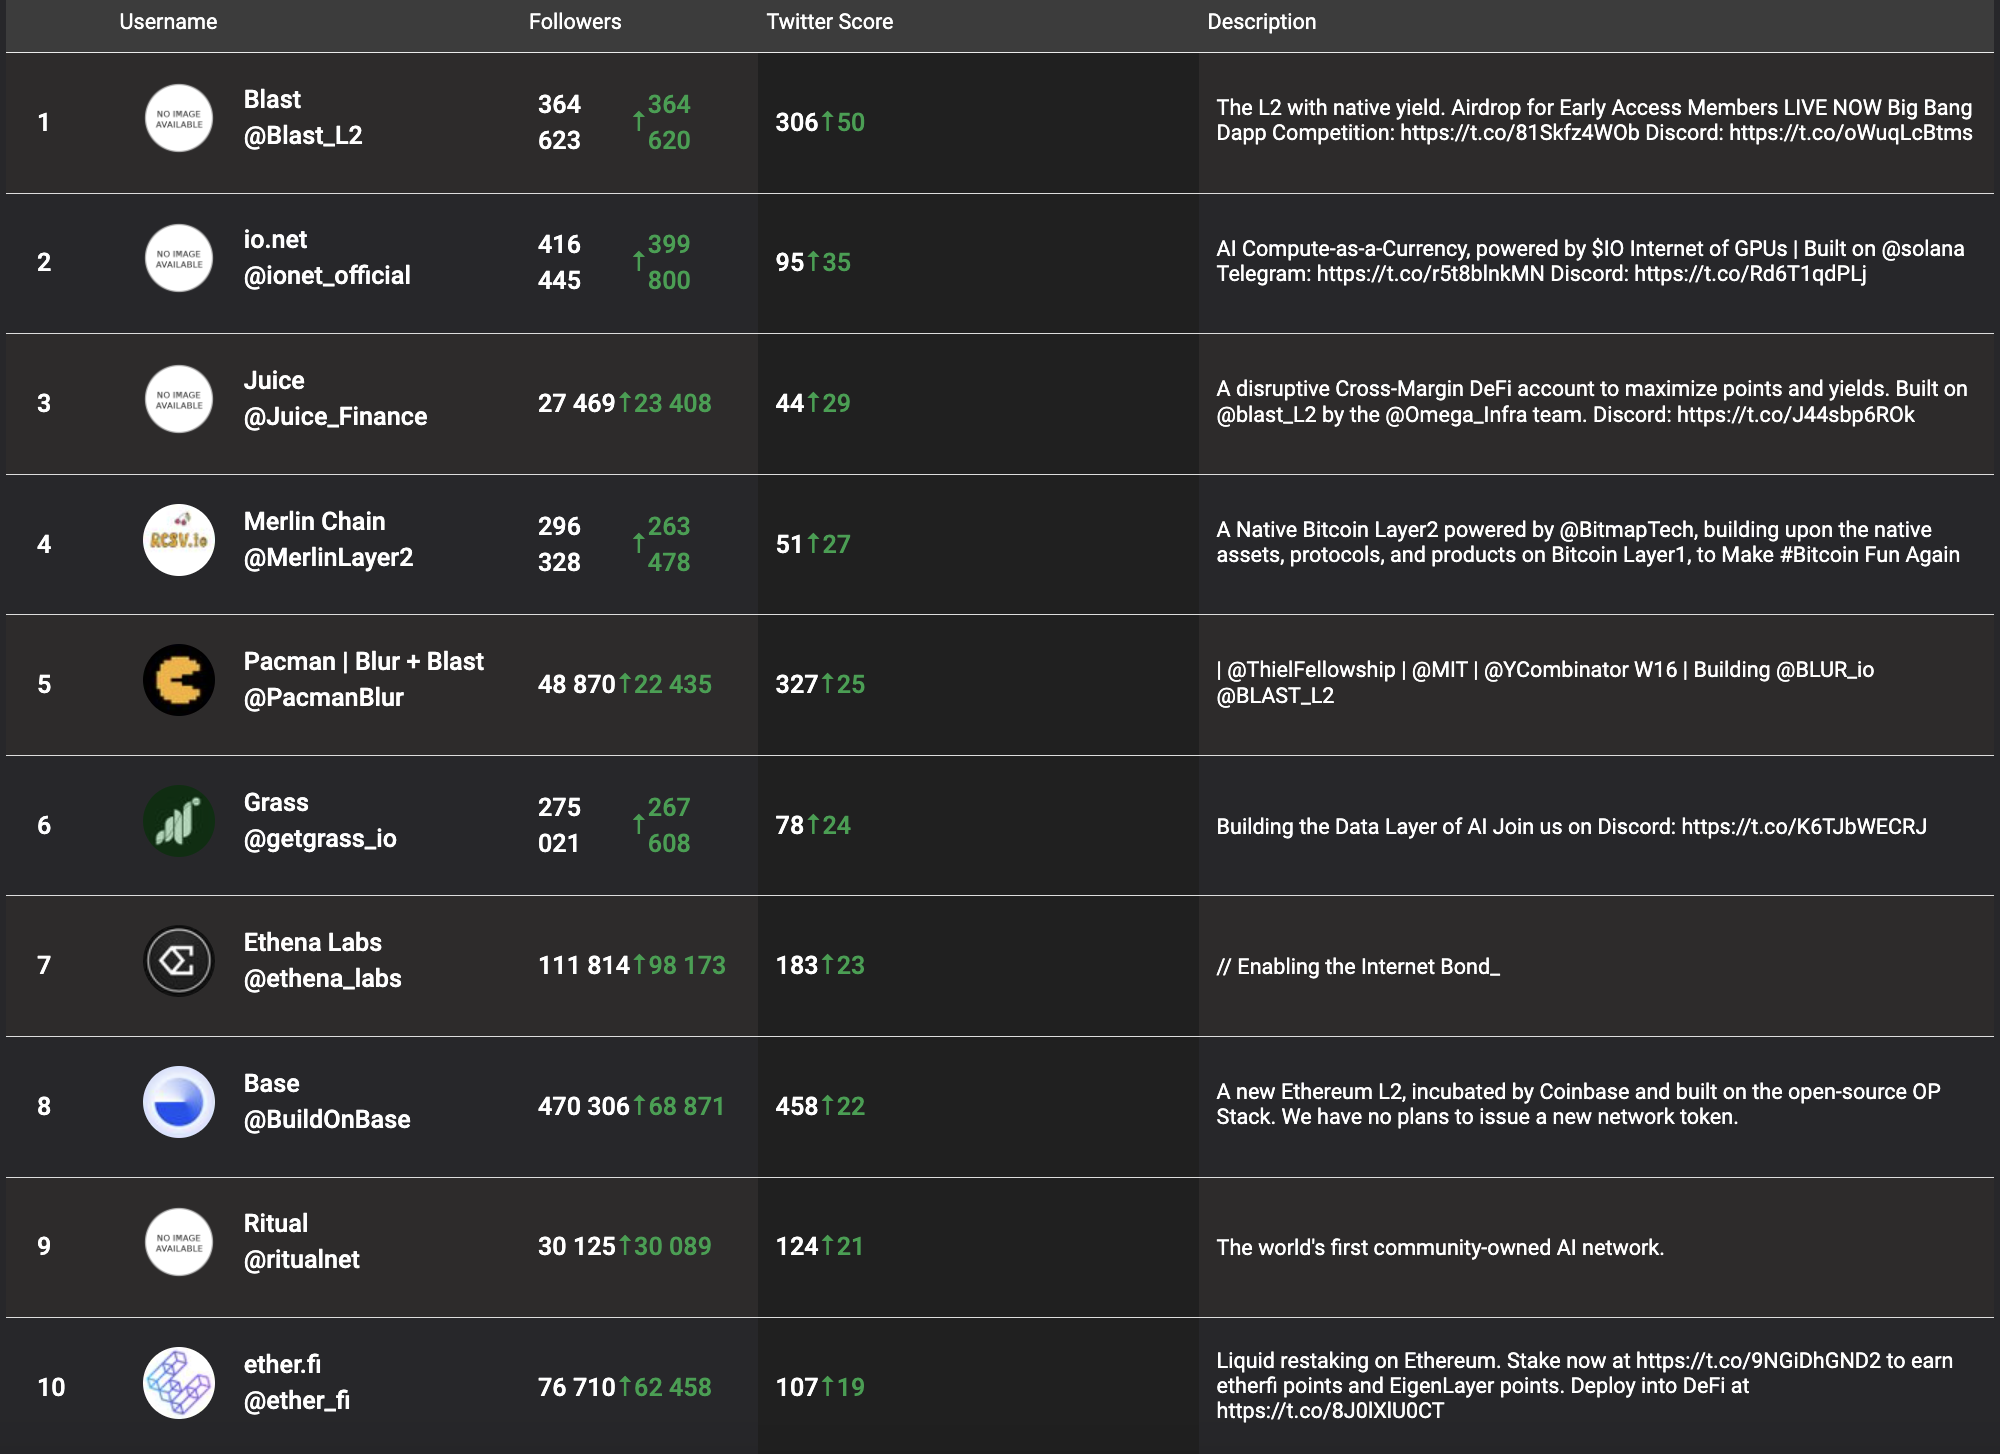 Username Followers Twitter Score Description
1
NO IMAGE
AVAILABLE
Blast
@Blast_L2
364
623
↑364
620
306↑50
The L2 with native yield. Airdrop for Early Access Members LIVE NOW Big Bang
Dapp Competition: https://t.co/81Skfz4WOb Discord: https://t.co/oWuqLcBtms
2
NO IMAGE
AVAILABLE
io.net
@ionet_official
416
445
↑399
800
95↑35
AI Compute-as-a-Currency, powered by $IO Internet of GPUs | Built on @solana
Telegram: https://t.co/r5t8blnkMN Discord: https://t.co/Rd6T1qdPLj
3
NO IMAGE
AVAILABLE
Juice
@Juice_Finance
27 469↑23 408
44↑29
A disruptive Cross-Margin DeFi account to maximize points and yields. Built on
@blast_L2 by the @Omega_Infra team. Discord: https://t.co/J44sbp6ROk
4
RCSV.io
Merlin Chain
@MerlinLayer2
296
328
↑263
478
51↑27
A Native Bitcoin Layer2 powered by @BitmapTech, building upon the native
assets, protocols, and products on Bitcoin Layer1, to Make #Bitcoin Fun Again
5
Pacman | Blur + Blast
@PacmanBlur
48 870↑22 435
327↑25
| @ThielFellowship | @MIT | @YCombinator W16 | Building @BLUR_io
@BLAST_L2
6
Grass
@getgrass_io
275
021
↑267
608
78↑24
Building the Data Layer of AI Join us on Discord: https://t.co/K6TJbWECRJ
7
Ethena Labs
@ethena_labs
111 814↑98 173
183↑23
// Enabling the Internet Bond_
8
Base
@BuildOnBase
470 306↑68 871
458↑22
A new Ethereum L2, incubated by Coinbase and built on the open-source OP
Stack. We have no plans to issue a new network token.
9
NO IMAGE
AVAILABLE
Ritual
@ritualnet
30 125↑30 089
124↑21
The world's first community-owned AI network.
10
ether.fi
@ether_fi
76 710↑62 458
107↑19
Liquid restaking on Ethereum. Stake now at https://t.co/9NGiDhGND2 to earn
etherfi points and EigenLayer points. Deploy into DeFi at
https://t.co/8J0lXlU0CT